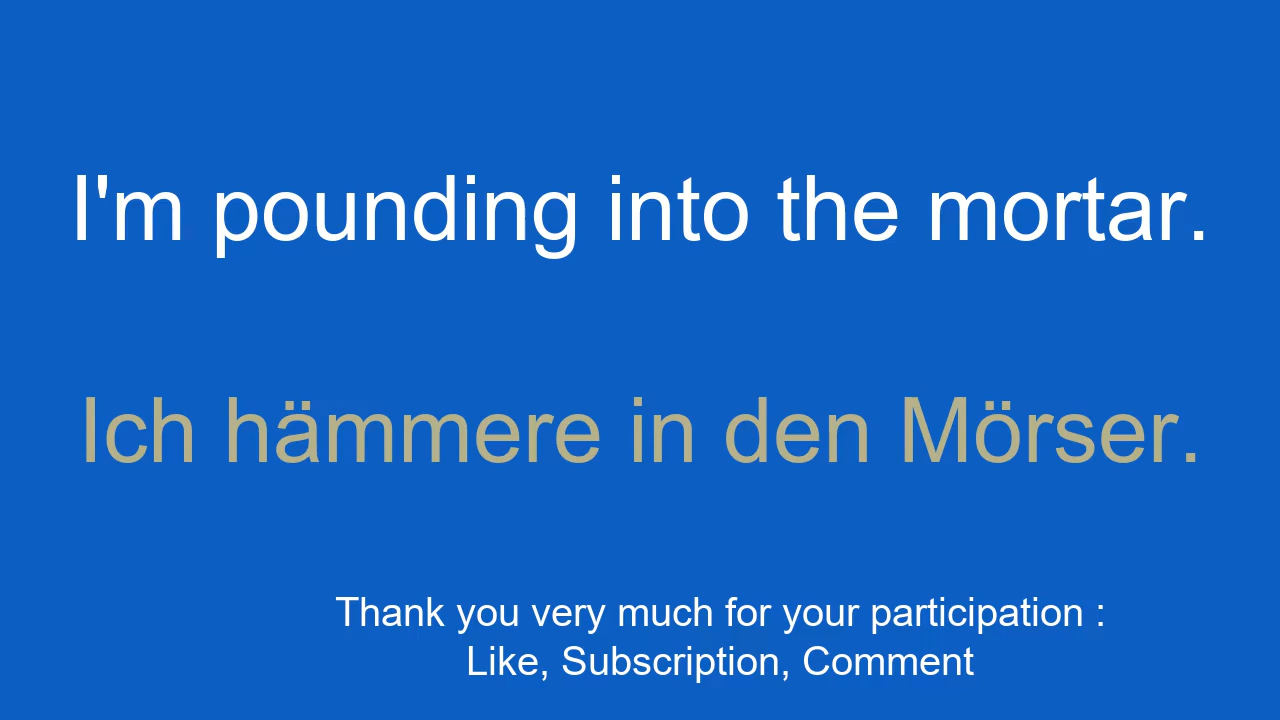 I'm pounding into the mortar.
Ich hämmere in den Mörser.
Thank you very much for your participation :
Like, Subscription, Comment